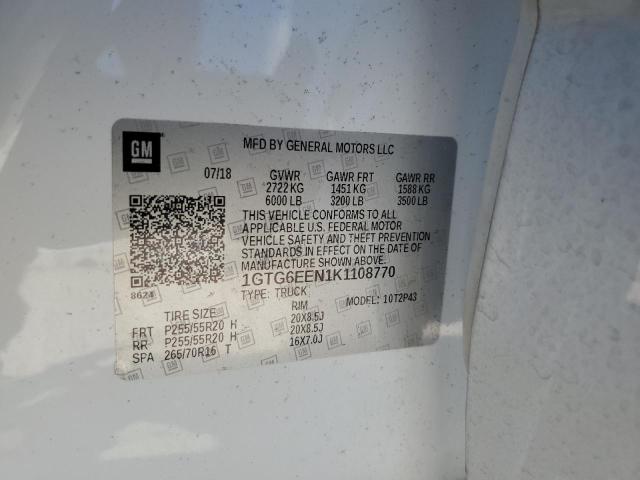 GM
MFD BY GENERAL MOTORS LLC
07/18 GVWR GAWR FRT GAWR RR
2722 KG 1451 KG 1588 KG
6000 LB 3200 LB 3500 LB
THIS VEHICLE CONFORMS TO ALL
APPLICABLE U.S. FEDERAL MOTOR
VEHICLE SAFETY AND THEFT PREVENTION
STANDARDS IN EFFECT ON THE DATE OF
MANUFACTURE SHOWN ABOVE.
1GTG6EEN1K1108770
8624
TYPE: TRUCK MODEL: 10T2P43
TIRE SIZE RIM
FRT P255/55R20 H 20X8.5J
RR P255/55R20 H 20X8.5J
SPA 265/70R16 T 16X7.0J